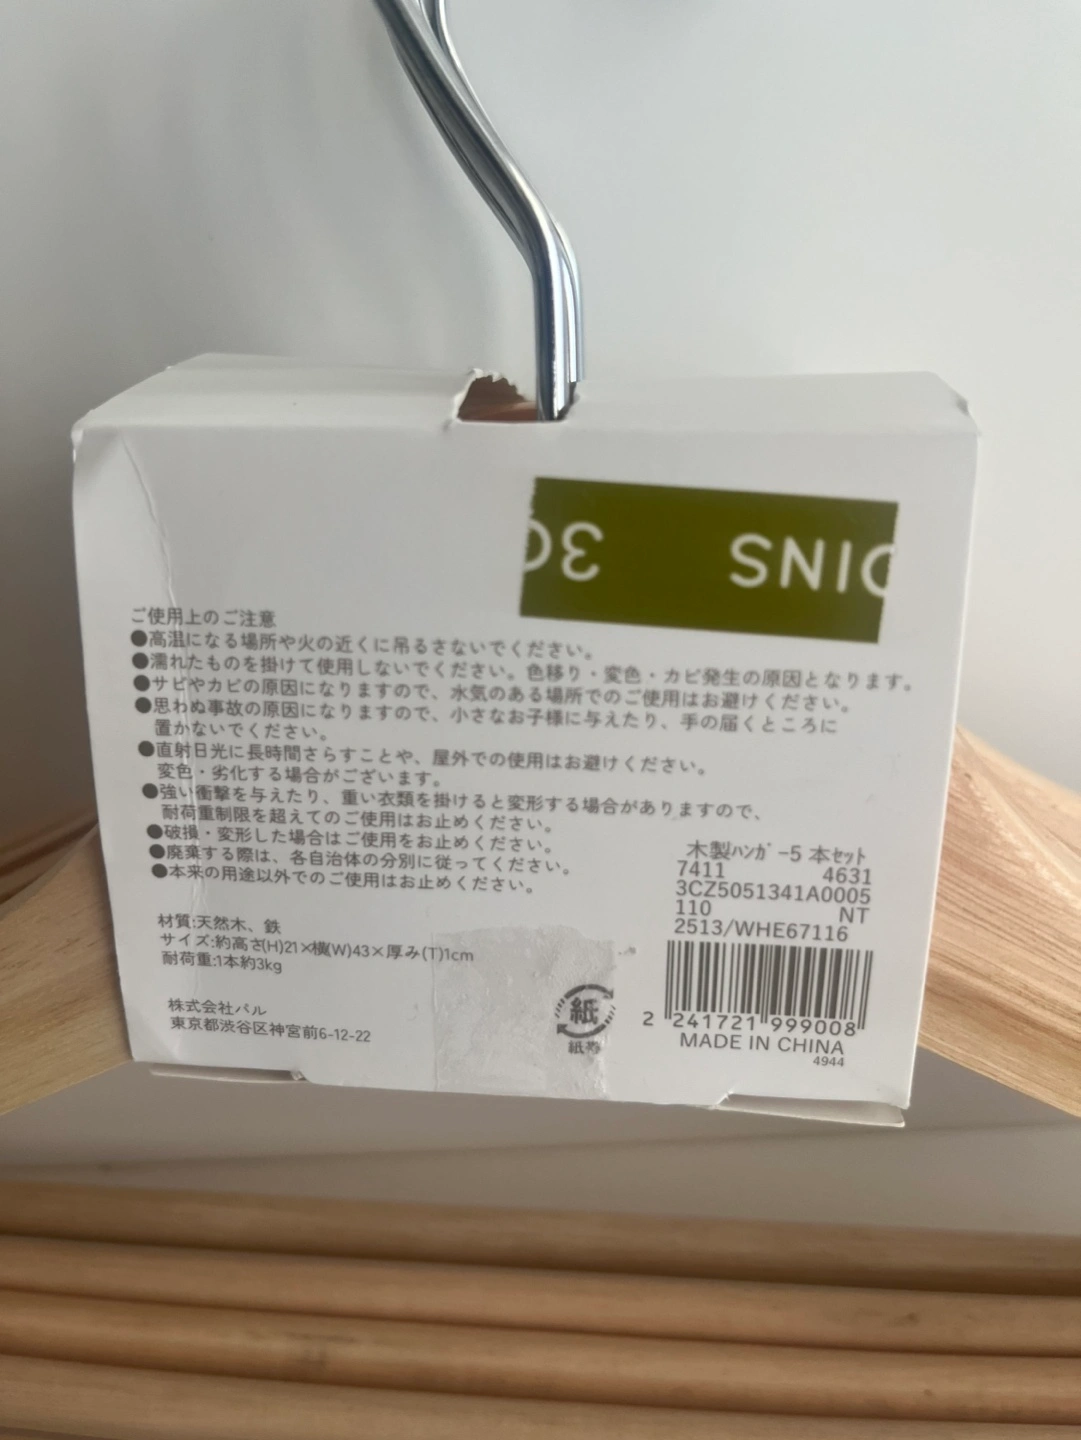 3C
DINS
ご使用上のご注意
●高温になる場所や火の近くに吊るさないでください。
●濡れたものを掛けて使用しないでください。色移り・変色・カビ発生の原因となります。
●サビやカビの原因になりますので、水気のある場所でのご使用はお避けください。
●思わぬ事故の原因になりますので、小さなお子様に与えたり、手の届くところに
置かないでください。
●直射日光に長時間さらすことや、屋外での使用はお避けください。
変色・劣化する場合がございます。
●強い衝撃を与えたり、重い衣類を掛けると変形する場合がありますので、
耐荷重制限を超えてのご使用はお止めください。
●破損・変形した場合はご使用をお止めください。
●廃棄する際は、各自治体の分別に従ってください。
●本来の用途以外でのご使用はお止めください。
材質:天然木、鉄
サイズ:約高さ(H)21×横(W)43×厚み(T)1cm
耐荷重:1本約3kg
株式会社パル
東京都渋谷区神宮前6-12-22
紙
木製ﾊﾝｶﾞｰ5 本ｾｯﾄ
7411 4631
3CZ5051341A0005
110 NT
2513/WHE67116
2 241721 999008
MADE IN CHINA
4944